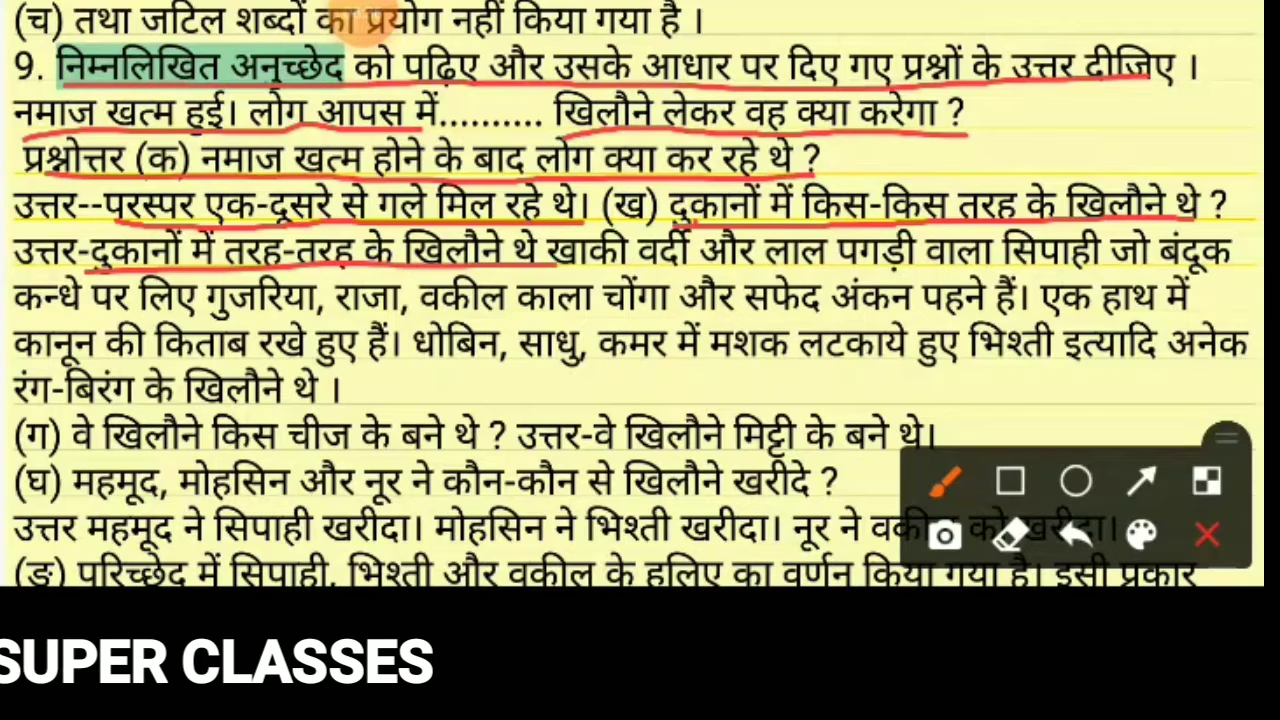 (च) तथा जटिल शब्दों का प्रयोग नहीं किया गया है ।
9. निम्नलिखित अनुच्छेद को पढ़िए और उसके आधार पर दिए गए प्रश्नों के उत्तर दीजिए ।
नमाज खत्म हुई। लोग आपस में.......... खिलौने लेकर वह क्या करेगा ?
प्रश्नोत्तर (क) नमाज खत्म होने के बाद लोग क्या कर रहे थे ?
उत्तर--परस्पर एक-दूसरे से गले मिल रहे थे। (ख) दुकानों में किस-किस तरह के खिलौने थे ?
उत्तर-दुकानों में तरह-तरह के खिलौने थे खाकी वर्दी और लाल पगड़ी वाला सिपाही जो बंदूक
कन्धे पर लिए गुजरिया, राजा, वकील काला चोंगा और सफेद अंकन पहने हैं। एक हाथ में
कानून की किताब रखे हुए हैं। धोबिन, साधु, कमर में मशक लटकाये हुए भिश्ती इत्यादि अनेक
रंग-बिरंग के खिलौने थे ।
(ग) वे खिलौने किस चीज के बने थे ? उत्तर-वे खिलौने मिट्टी के बने थे।
(घ) महमूद, मोहसिन और नूर ने कौन-कौन से खिलौने खरीदे ?
उत्तर महमूद ने सिपाही खरीदा। मोहसिन ने भिश्ती खरीदा। नूर ने वकील को खरीदा।
(ङ) परिच्छेद में सिपाही, भिश्ती और वकील के हुलिए का वर्णन किया गया है। इसी प्रकार
SUPER CLASSES